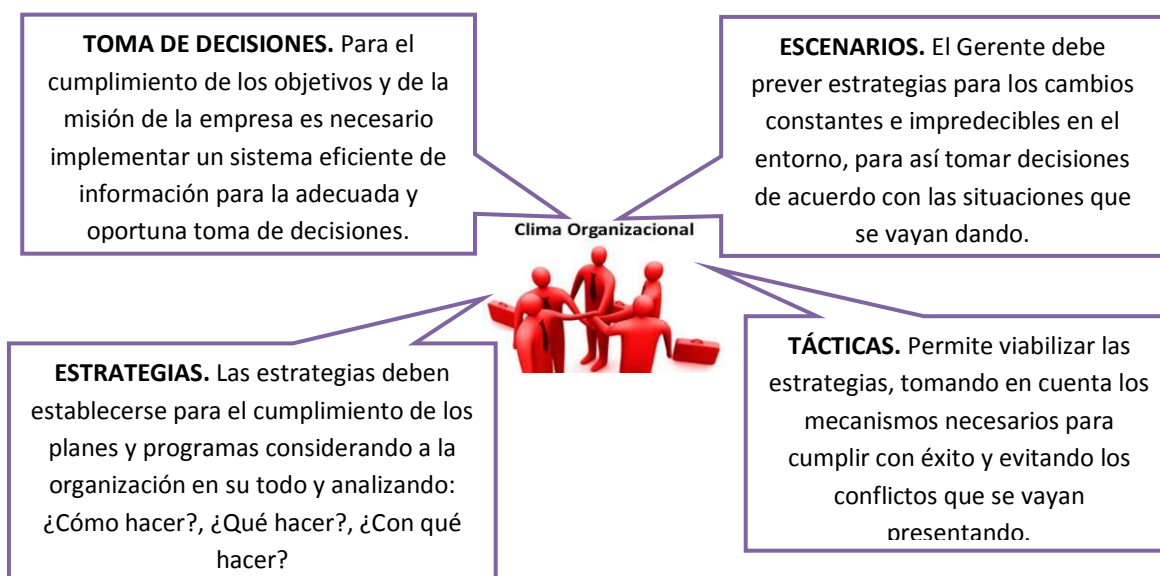 TOMA DE DECISIONES. Para el
cumplimiento de los objetivos y de la
misión de la empresa es necesario
implementar un sistema eficiente de
información para la adecuada y
oportuna toma de decisiones.
ESCENARIOS. El Gerente debe
prever estrategias para los cambios
constantes e impredecibles en el
entorno, para así tomar decisiones
de acuerdo con las situaciones que
se vayan dando.
Clima Organizacional
ESTRATEGIAS. Las estrategias deben
establecerse para el cumplimiento de los
planes y programas considerando a la
organización en su todo y analizando:
¿Cómo hacer?, ¿Qué hacer?, ¿Con qué
hacer?
TÁCTICAS. Permite viabilizar las
estrategias, tomando en cuenta los
mecanismos necesarios para
cumplir con éxito y evitando los
conflictos que se vayan
presentando.